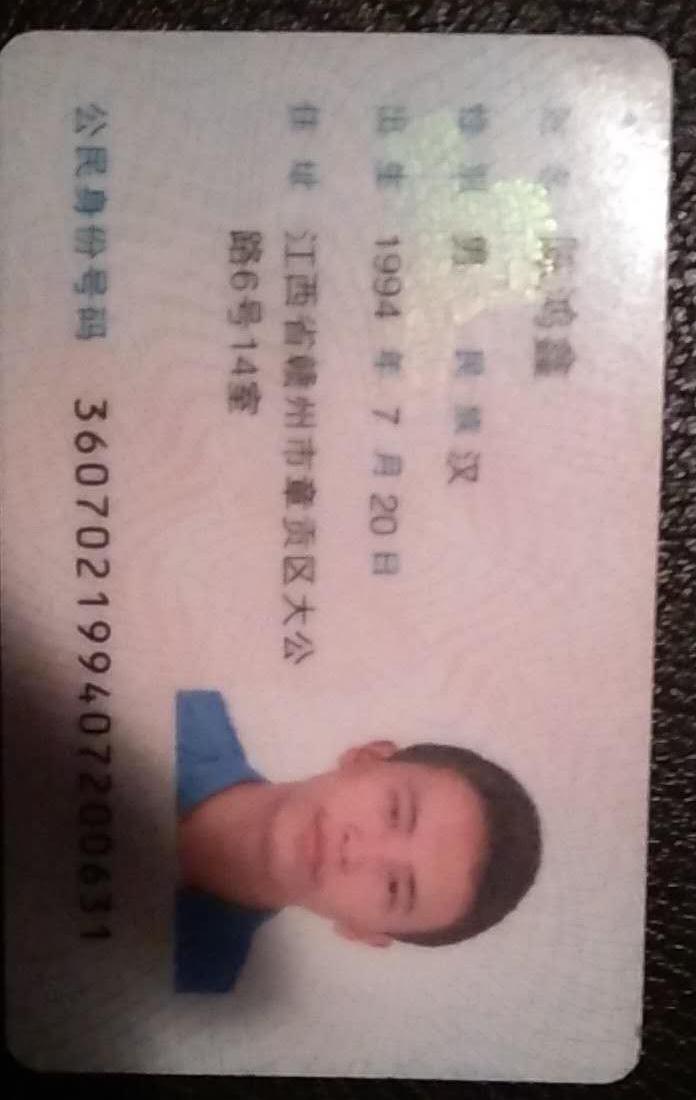 姓名 鸿鑫
性别 男 民族 汉
出生 1994 年 7 月 20 日
住址 江西省赣州市章贡区大公
路6号14室
公民身份号码 360702199407200631